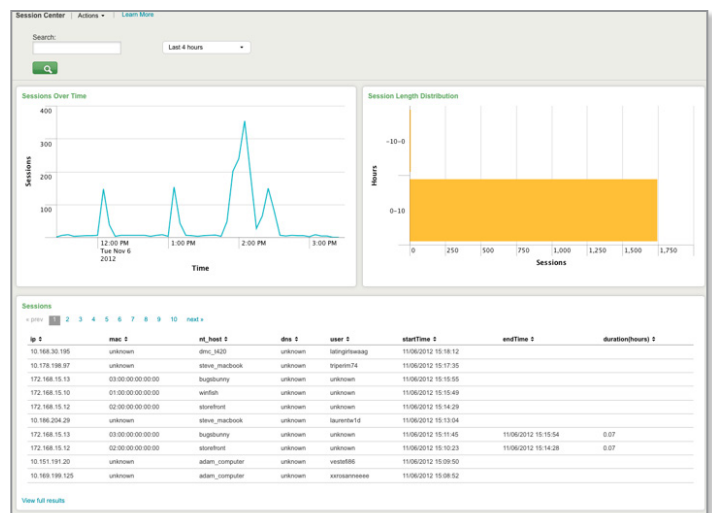 Session Center | Actions | Learn More
Search:
Last 4 hours
Sessions Over Time
400
300
200
100
Sessions
12:00 PM
Tue Nov 6
2012
1:00 PM
2:00 PM
3:00 PM
Time
Session Length Distribution
-10-0
0-10
Hours
0 250 500 750 1,000 1,250 1,500 1,750
Sessions
Sessions
« prev 1 2 3 4 5 6 7 8 9 10 next »
ip mac nt_host dns user startTime endTime duration(hours)
10.168.30.195 unknown dmc_t420 unknown latingirlswaag 11/06/2012 15:18:12
10.178.198.97 unknown steve_macbook unknown triperim74 11/06/2012 15:17:35
172.168.15.13 03:00:00:00:00:00 bugsbunny unknown unknown 11/06/2012 15:15:55
172.168.15.10 01:00:00:00:00:00 winfish unknown unknown 11/06/2012 15:15:49
172.168.15.12 02:00:00:00:00:00 storefront unknown unknown 11/06/2012 15:14:29
10.186.204.29 unknown steve_macbook unknown laurentw1d 11/06/2012 15:13:04
172.168.15.13 03:00:00:00:00:00 bugsbunny unknown unknown 11/06/2012 15:11:45 11/06/2012 15:15:54 0.07
172.168.15.12 02:00:00:00:00:00 storefront unknown unknown 11/06/2012 15:10:23 11/06/2012 15:14:28 0.07
10.151.191.20 unknown adam_computer unknown vestefl86 11/06/2012 15:09:50
10.169.199.125 unknown adam_computer unknown xxrosanneeee 11/06/2012 15:08:52
View full results